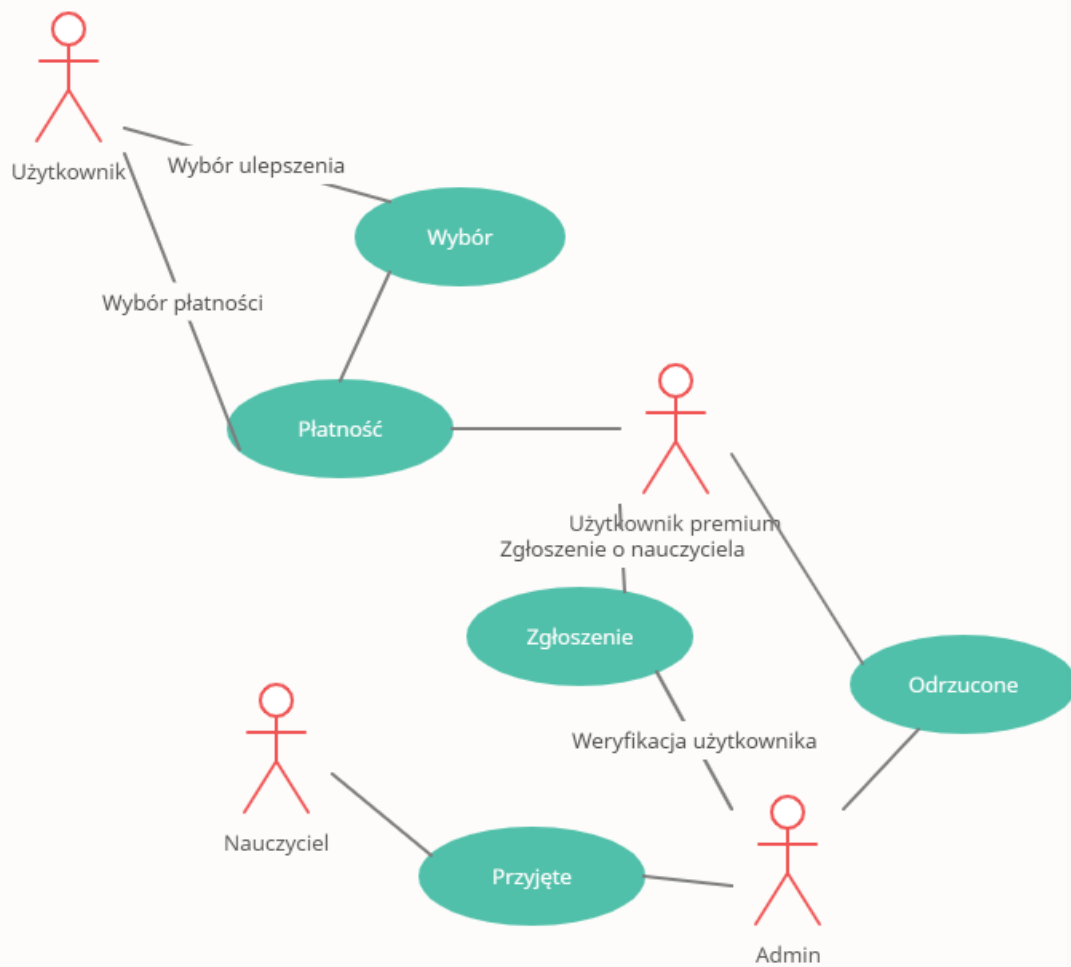 Użytkownik
Wybór ulepszenia
Wybór
Wybór płatności
Płatność
Użytkownik premium
Zgłoszenie o nauczyciela
Zgłoszenie
Odrzucone
Weryfikacja użytkownika
Nauczyciel
Przyjęte
Admin